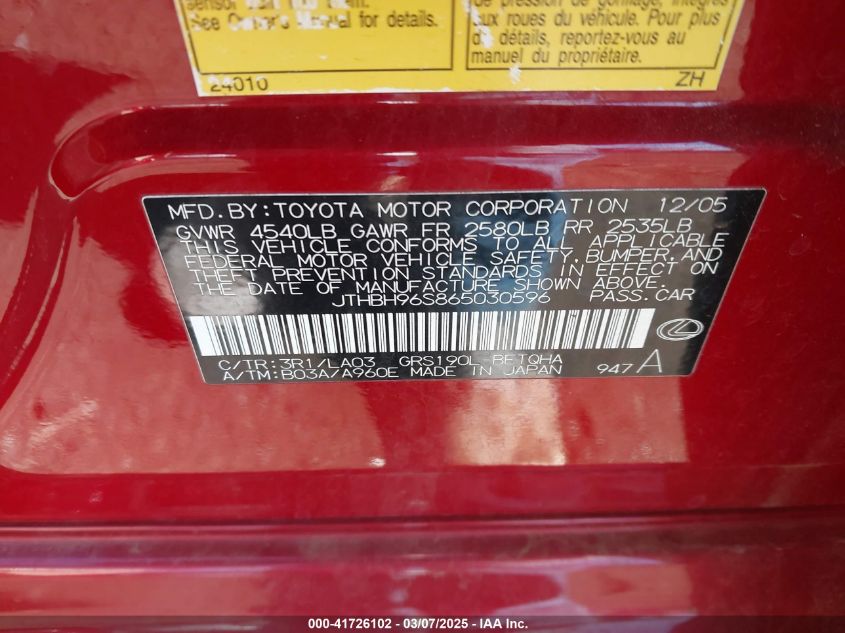 See Owner's Manual for details.
24010
aux roues du véhicule. Pour plus
de détails, reportez-vous au
manuel du propriétaire.
ZH
MFD.BY:TOYOTA MOTOR CORPORATION 12/05
GVWR 4540LB GAWR FR 2580LB RR 2535LB
THIS VEHICLE CONFORMS TO ALL APPLICABLE
FEDERAL MOTOR VEHICLE SAFETY,BUMPER,AND
THEFT PREVENTION STANDARDS IN EFFECT ON
THE DATE OF MANUFACTURE SHOWN ABOVE.
JTHBH96S865030596 PASS.CAR
C/TR:3R1/LA03 GRS190L-BETQHA
A/TM:B03A/A960E MADE IN JAPAN 947 A
000-41726102 - 03/07/2025 - IAA Inc.